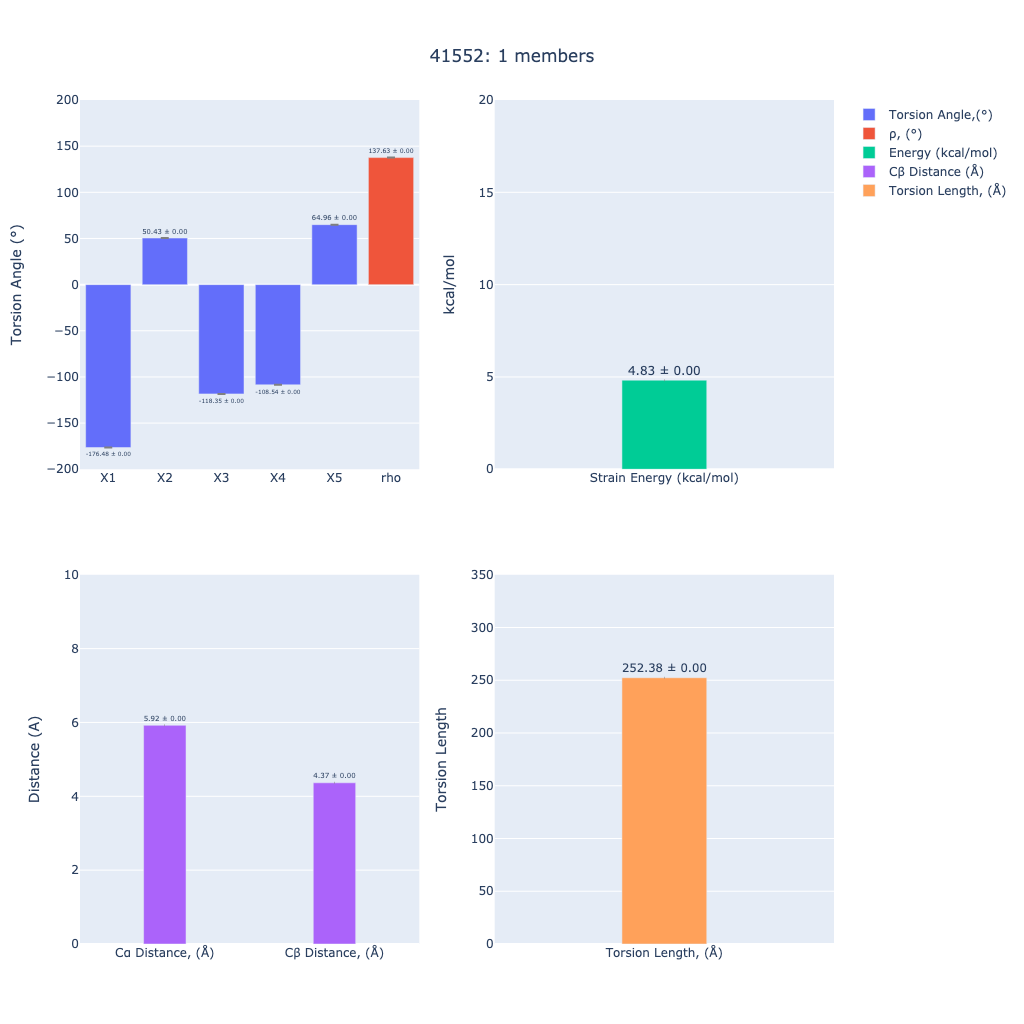 41552: 1 members
Torsion Angle (°)
200
150
100
50
0
−50
−100
−150
−200
-176.48 ± 0.00
50.43 ± 0.00
-118.35 ± 0.00
-108.54 ± 0.00
64.96 ± 0.00
137.63 ± 0.00
X1 X2 X3 X4 X5 rho
kcal/mol
20
15
10
5
0
4.83 ± 0.00
Strain Energy (kcal/mol)
Torsion Angle,(°)
ρ, (°)
Energy (kcal/mol)
Cβ Distance (Å)
Torsion Length, (Å)
Distance (A)
10
8
6
4
2
0
5.92 ± 0.00
4.37 ± 0.00
Cα Distance, (Å) Cβ Distance, (Å)
Torsion Length
350
300
250
200
150
100
50
0
252.38 ± 0.00
Torsion Length, (Å)